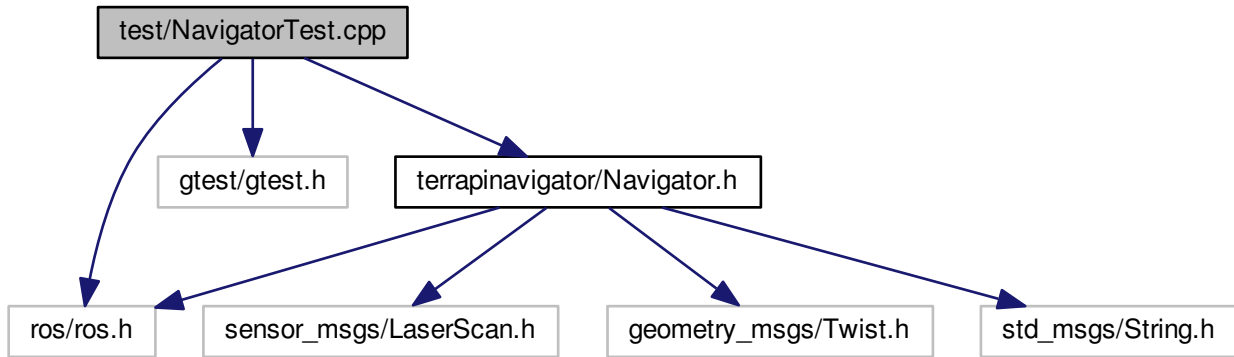 test/NavigatorTest.cpp
gtest/gtest.h
terrapinavigator/Navigator.h
ros/ros.h
sensor_msgs/LaserScan.h
geometry_msgs/Twist.h
std_msgs/String.h